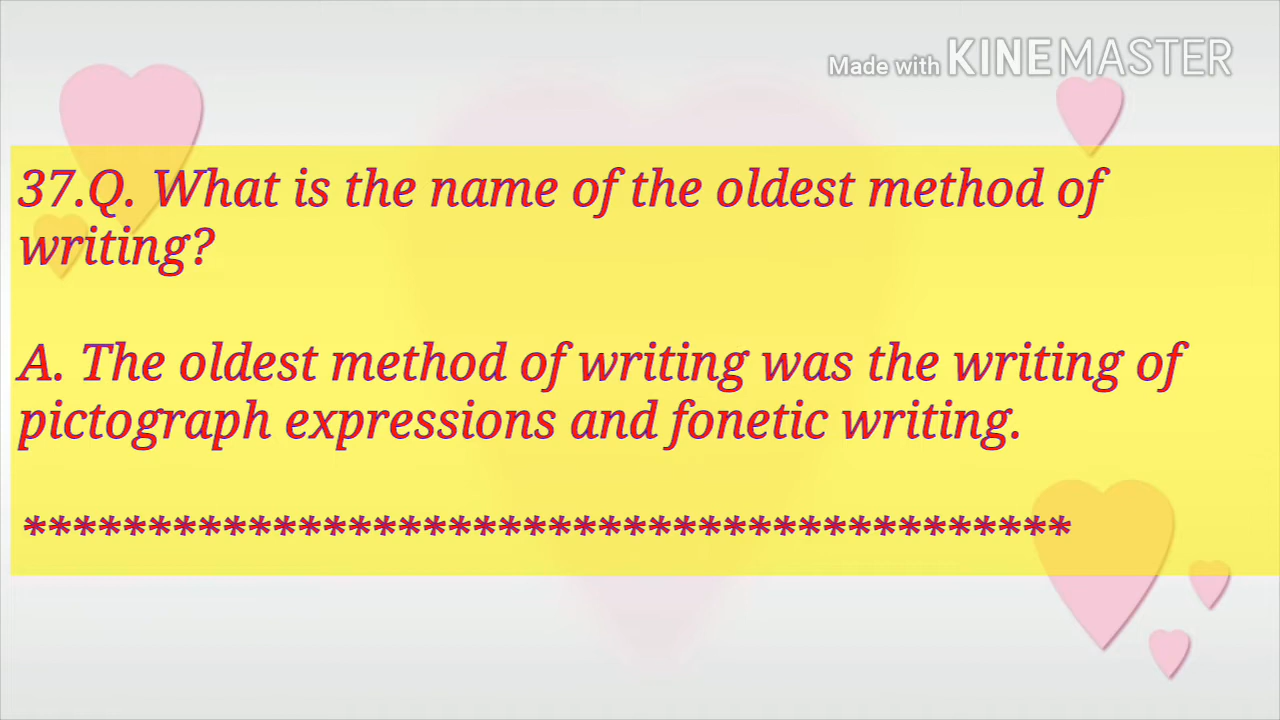 Made with KINEMASTER
37.Q. What is the name of the oldest method of
writing?
A. The oldest method of writing was the writing of
pictograph expressions and fonetic writing.
******************************************